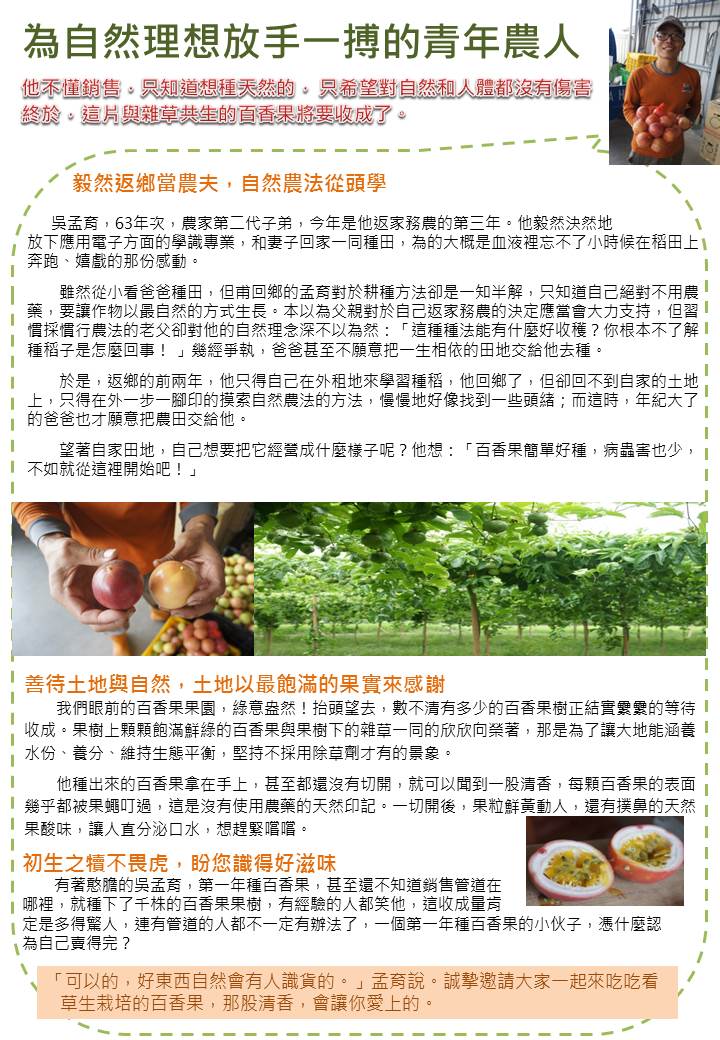 為自然理想放手一搏的青年農人
他不懂銷售，只知道想種天然的， 只希望對自然和人體都沒有傷害
終於，這片與雜草共生的百香果將要收成了。
毅然返鄉當農夫，自然農法從頭學
吳孟育，63年次，農家第二代子弟，今年是他返家務農的第三年。他毅然決然地
放下應用電子方面的學識專業，和妻子回家一同種田，為的大概是血液裡忘不了小時候在稻田上
奔跑、嬉戲的那份感動。
雖然從小看爸爸種田，但甫回鄉的孟育對於耕種方法卻是一知半解，只知道自己絕對不用農
藥，要讓作物以最自然的方式生長。本以為父親對於自己返家務農的決定應當會大力支持，但習
慣採慣行農法的老父卻對他的自然理念深不以為然：「這種種法能有什麼好收穫？你根本不了解
種稻子是怎麼回事！ 」幾經爭執，爸爸甚至不願意把一生相依的田地交給他去種。
於是，返鄉的前兩年，他只得自己在外租地來學習種稻，他回鄉了，但卻回不到自家的土地
上，只得在外一步一腳印的摸索自然農法的方法，慢慢地好像找到一些頭緒；而這時，年紀大了
的爸爸也才願意把農田交給他。
望著自家田地，自己想要把它經營成什麼樣子呢？他想：「百香果簡單好種，病蟲害也少，
不如就從這裡開始吧！」
善待土地與自然，土地以最飽滿的果實來感謝
我們眼前的百香果果園，綠意盎然！抬頭望去，數不清有多少的百香果樹正結實纍纍的等待
收成。果樹上顆顆飽滿鮮綠的百香果與果樹下的雜草一同的欣欣向榮著，那是為了讓大地能涵養
水份、養分、維持生態平衡，堅持不採用除草劑才有的景象。
他種出來的百香果拿在手上，甚至都還沒有切開，就可以聞到一股清香，每顆百香果的表面
幾乎都被果蠅叮過，這是沒有使用農藥的天然印記。一切開後，果粒鮮黃動人，還有撲鼻的天然
果酸味，讓人直分泌口水，想趕緊嚐嚐。
初生之犢不畏虎，盼您識得好滋味
有著憨膽的吳孟育，第一年種百香果，甚至還不知道銷售管道在
哪裡，就種下了千株的百香果果樹，有經驗的人都笑他，這收成量肯
定是多得驚人，連有管道的人都不一定有辦法了，一個第一年種百香果的小伙子，憑什麼認
為自己賣得完？
「可以的，好東西自然會有人識貨的。」孟育說。誠摯邀請大家一起來吃吃看
草生栽培的百香果，那股清香，會讓你愛上的。